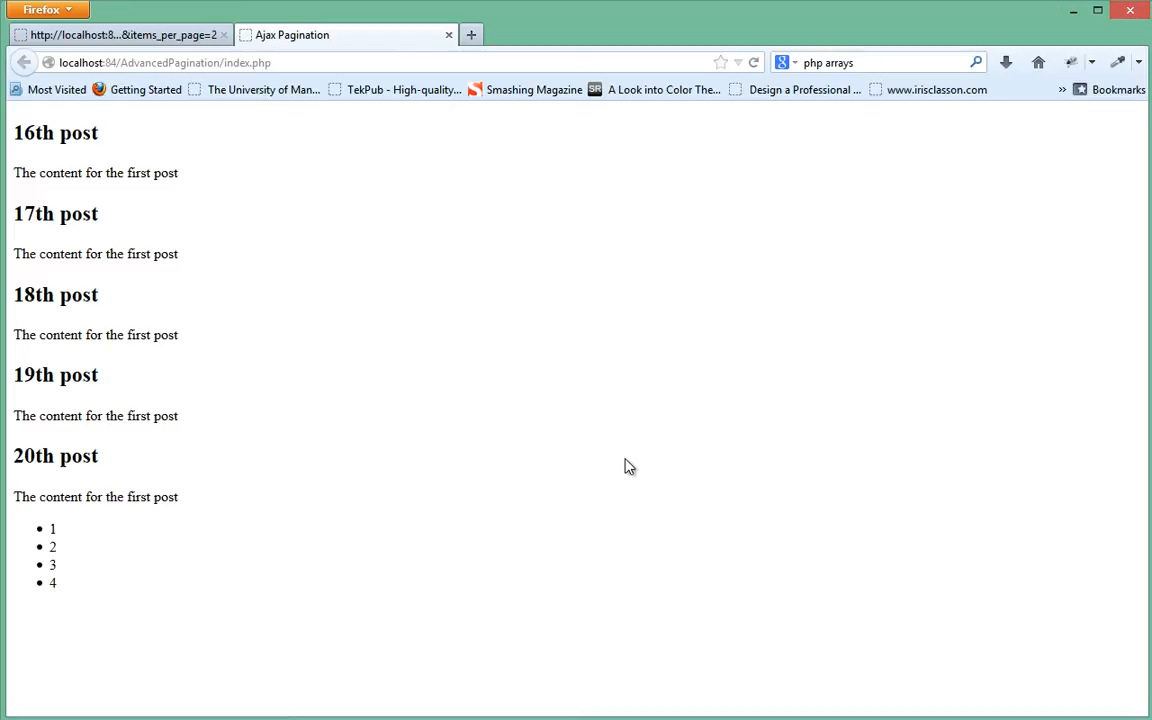 Firefox
http://localhost:8...&items_per_page=2
Ajax Pagination
localhost:84/AdvancedPagination/index.php
php arrays
Most Visited
Getting Started
The University of Man...
TekPub - High-quality...
Smashing Magazine
SR
A Look into Color The...
Design a Professional ...
www.irisclasson.com
Bookmarks
16th post
The content for the first post
17th post
The content for the first post
18th post
The content for the first post
19th post
The content for the first post
20th post
The content for the first post
1
2
3
4